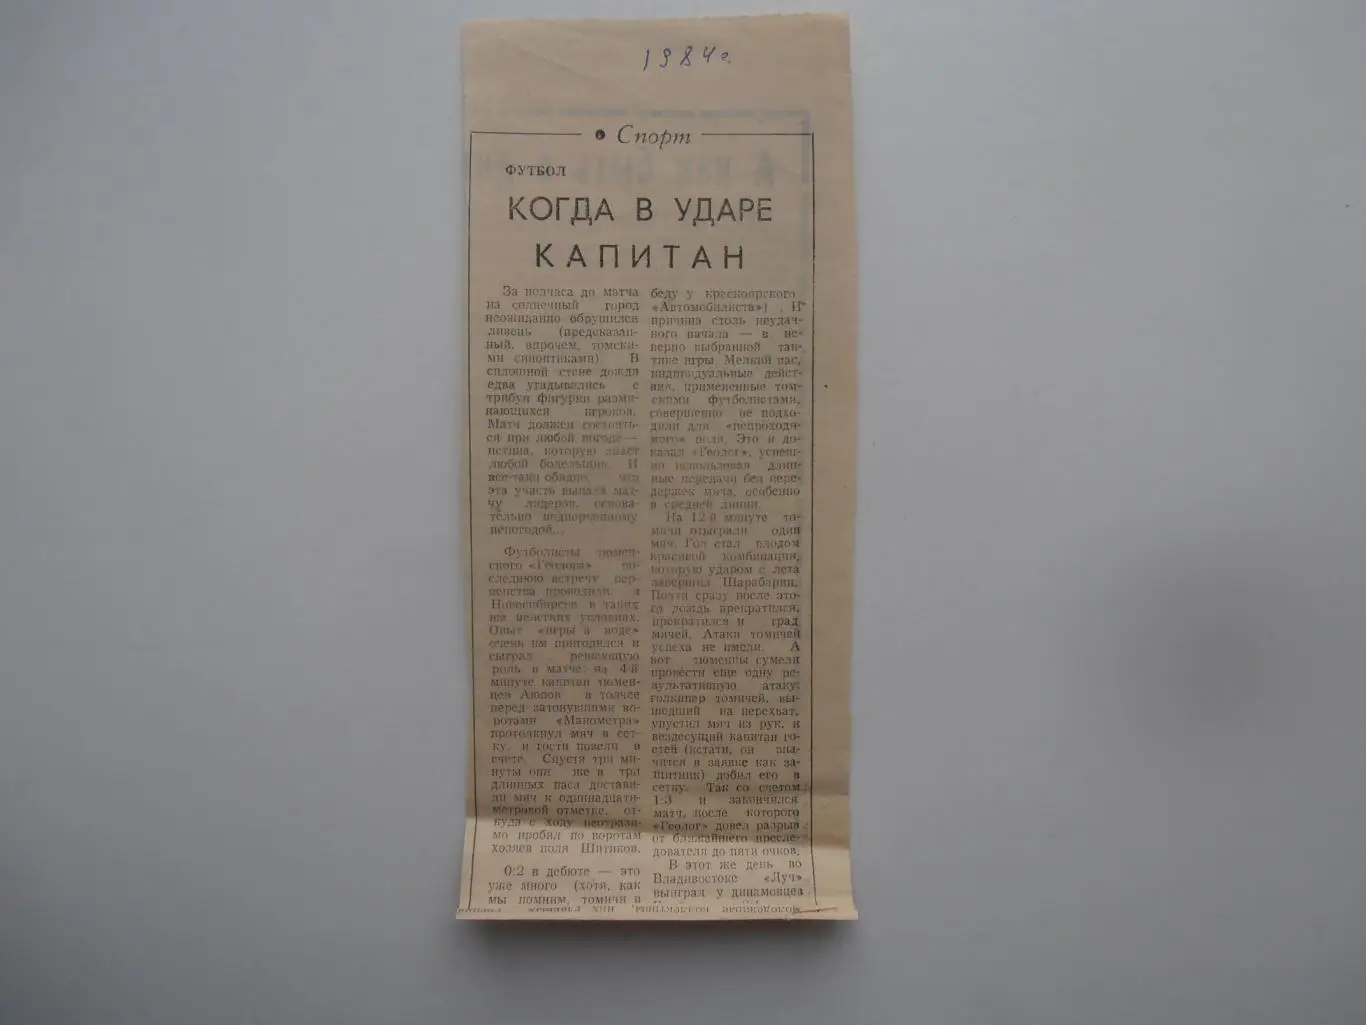 1984г.
• Спорт
ФУТБОЛ
КОГДА В УДАРЕ
КАПИТАН
За полчаса до матча
на солнечный город
неожиданно обрушился
ливень (предсказан-
ный, впрочем, томски-
ми синоптиками). В
сплошной стене дождя
едва угадывались с
трибун фигурки разми-
нающихся игроков.
Матч должен состоять-
ся при любой погоде —
истина, которую знает
любой болельщик. И
все-таки обидно, что
эта участь выпала мат-
чу лидеров, основа-
тельно подпорченному
непогодой...
Футболисты тюмен-
ского «Геолога» по-
следнюю встречу пер-
венства проводили в
Новосибирске в таких
же нелегких условиях.
Опыт «игры в воде»
очень им пригодился и
сыграл решающую
роль в матче: на 4-й
минуте капитан тюмен-
цев Аюпов в толчее
перед затонувшими во-
ротами «Манометра»
протолкнул мяч в сет-
ку, и гости повели в
счете. Спустя три ми-
нуты они же в три
длинных паса достави-
ли мяч к одиннадцати-
метровой отметке, от-
куда с ходу неотрази-
мо пробил по воротам
хозяев поля Шитиков.
0:2 в дебюте — это
уже много (хотя, как
мы помним, томичи в
беду у красноярского
«Автомобилиста»). И
причина столь неудач-
ного начала — в не-
верно выбранной так-
тике игры. Мелкий пас,
индивидуальные дейст-
вия, примененные том-
скими футболистами,
совершенно не подхо-
дили для «непроходи-
мого» поля. Это и до-
казал «Геолог», успеш-
но использовав длин-
ные передачи без пере-
держек мяча, особенно
в средней линии.
На 12-й минуте то-
мичи отыграли один
мяч. Гол стал плодом
красивой комбинации,
которую ударом с лета
завершил Шарабарин.
Почти сразу после это-
го дождь прекратился,
прекратился и град
мячей. Атаки томичей
успеха не имели. А
вот тюменцы сумели
провести еще одну ре-
зультативную атаку:
голкипер томичей, вы-
шедший на перехват,
упустил мяч из рук, и
вездесущий капитан го-
стей (кстати, он зна-
чится в заявке как за-
щитник) добил его в
сетку. Так со счетом
1:3 и закончился
матч, после которого
«Геолог» довел разрыв
от ближайшего пресле-
дователя до пяти очков.
В этот же день во
Владивостоке «Луч»
выиграл у динамовцев